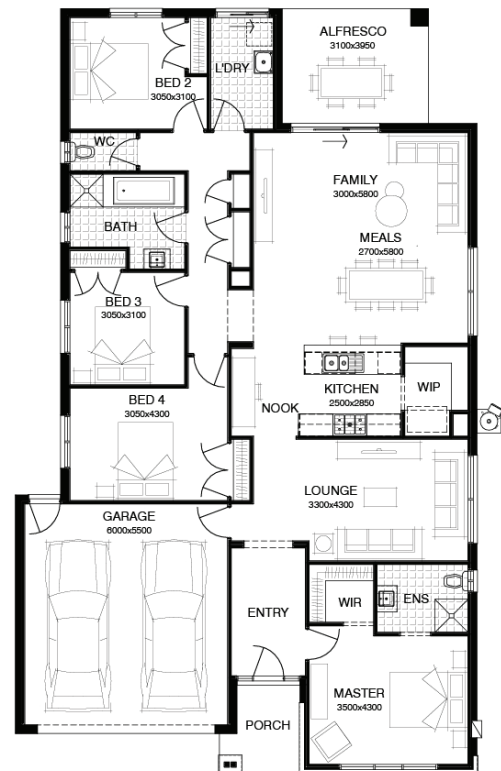 ALFRESCO
3100x3950
L'DRY
BED 2
3050x3100
WC
FAMILY
3000x5800
BATH
MEALS
2700x5800
BED 3
3050x3100
KITCHEN
2500x2850
WIP
BED 4
3050x4300
NOOK
LOUNGE
3300x4300
GARAGE
6000x5500
ENTRY
WIR
ENS
MASTER
3500x4300
PORCH